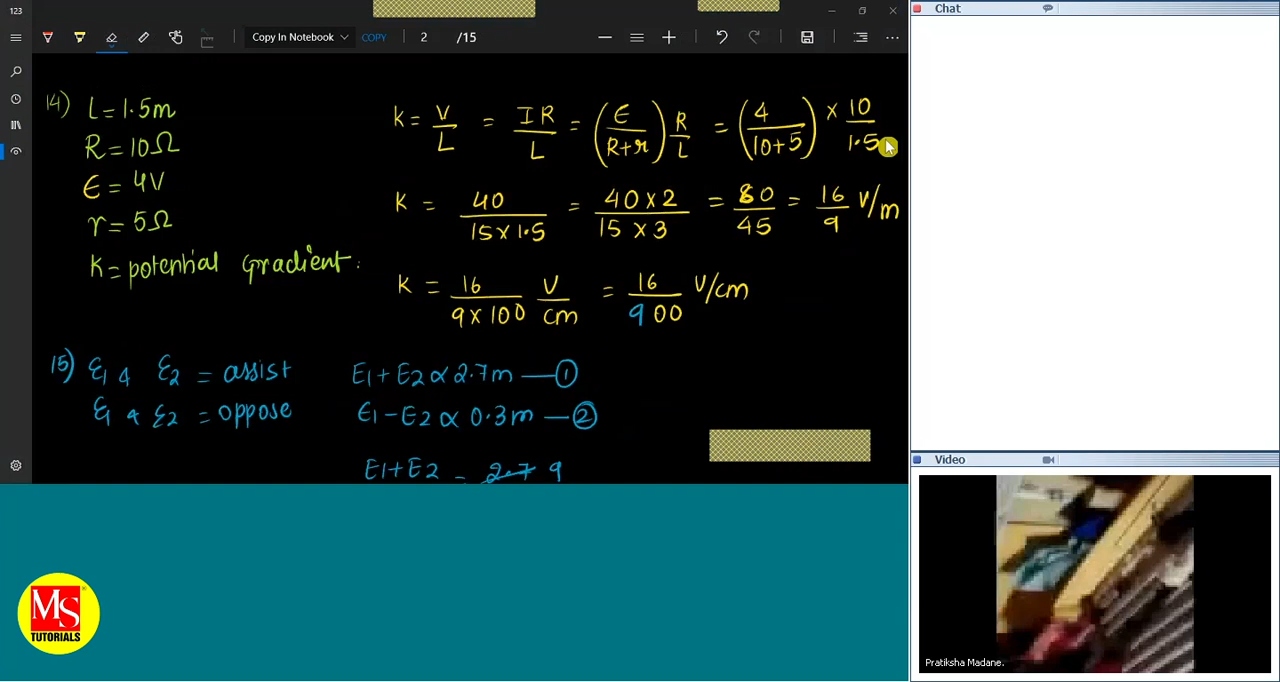 123
Chat
Copy In Notebook COPY 2 /15
14) L = 1.5m
R = 10Ω
ε = 4V
r = 5Ω
K = potential gradient.
K = V/L = IR/L = (ε/(R+r)) R/L = (4/(10+5)) × 10/1.5
K = 40/(15 × 1.5) = (40 × 2)/(15 × 3) = 80/45 = 16/9 V/m
K = 16/(9 × 100) V/cm = 16/900 V/cm
15) ε1 & ε2 = assist E1 + E2 ∝ 2.7m — ①
ε1 & ε2 = oppose E1 − E2 ∝ 0.3m — ②
E1 + E2 = 2.7 9
Video
MS
TUTORIALS
Pratiksha Madane.